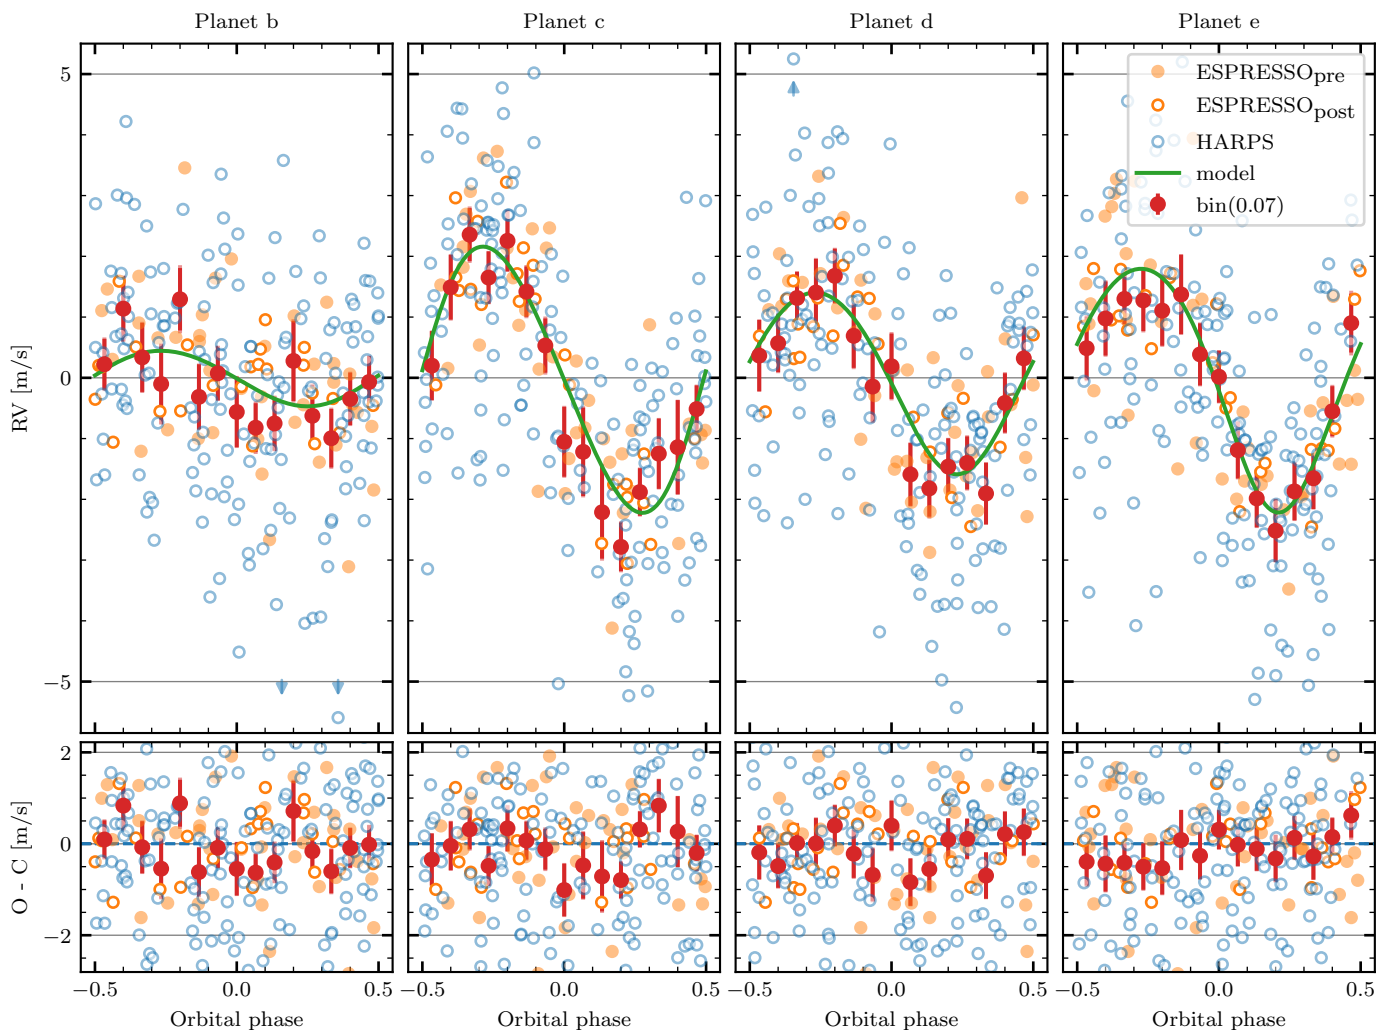 Planet b Planet c Planet d Planet e
ESPRESSOpre
ESPRESSOpost
HARPS
model
bin(0.07)
RV [m/s]
5
0
−5
O - C [m/s]
2
0
−2
−0.5 0.0 0.5 −0.5 0.0 0.5 −0.5 0.0 0.5 −0.5 0.0 0.5
Orbital phase Orbital phase Orbital phase Orbital phase